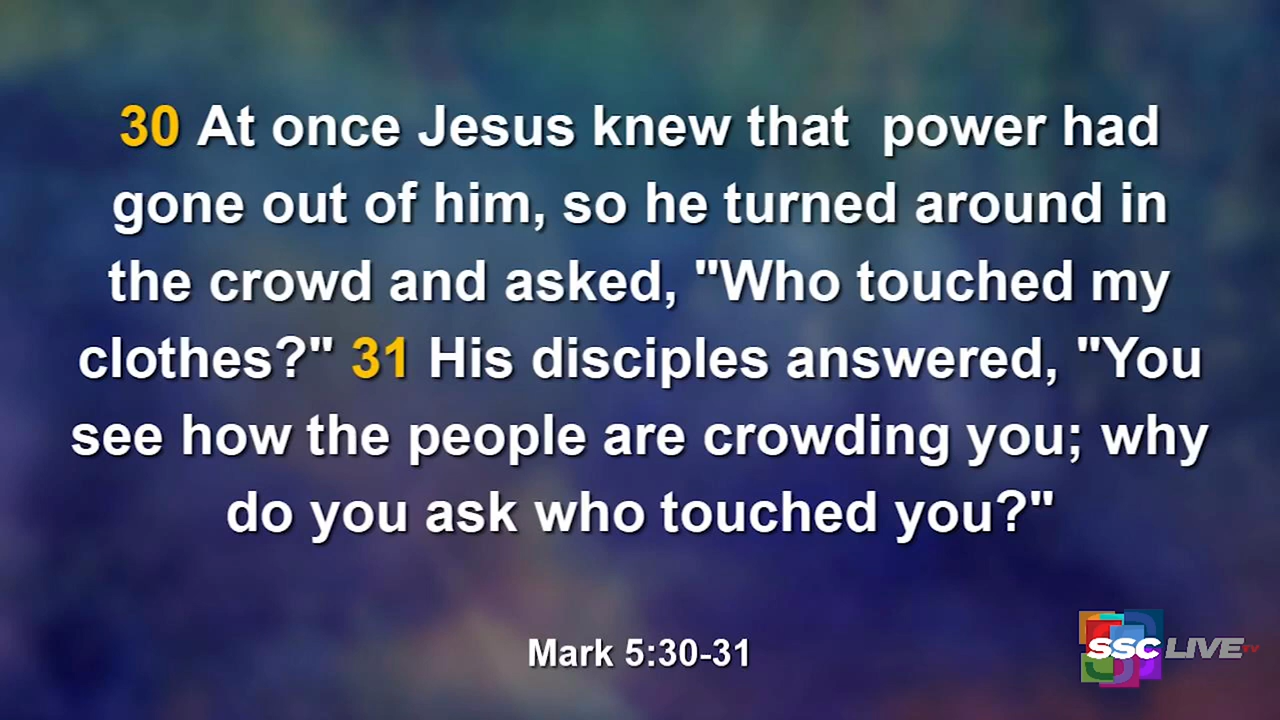 30 At once Jesus knew that  power had
gone out of him, so he turned around in
the crowd and asked, "Who touched my
clothes?" 31 His disciples answered, "You
see how the people are crowding you; why
do you ask who touched you?"
Mark 5:30-31
SSC LIVE TV